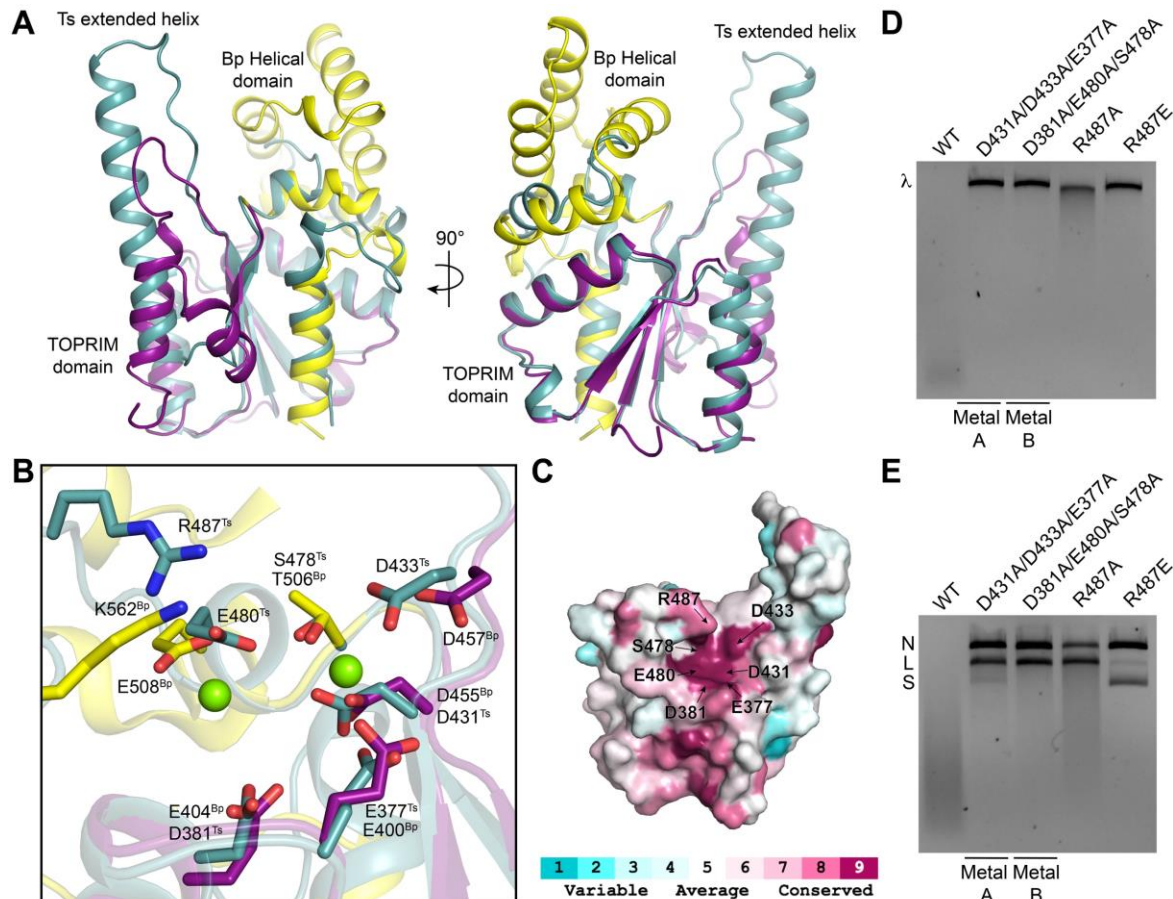 A
Ts extended helix
Bp Helical
domain
TOPRIM
domain
90°
Bp Helical
domain
Ts extended helix
TOPRIM
domain
B
R487Ts
K562Bp
E480Ts
E508Bp
S478Ts
T506Bp
D433Ts
D457Bp
D455Bp
D431Ts
E404Bp
D381Ts
E377Ts
E400Bp
C
R487
D433
S478
E480
D431
D381
E377
1 2 3 4 5 6 7 8 9
Variable Average Conserved
D
WT
D431A/D433A/E377A
D381A/E480A/S478A
R487A
R487E
λ
Metal
A
Metal
B
E
WT
D431A/D433A/E377A
D381A/E480A/S478A
R487A
R487E
N
L
S
Metal
A
Metal
B